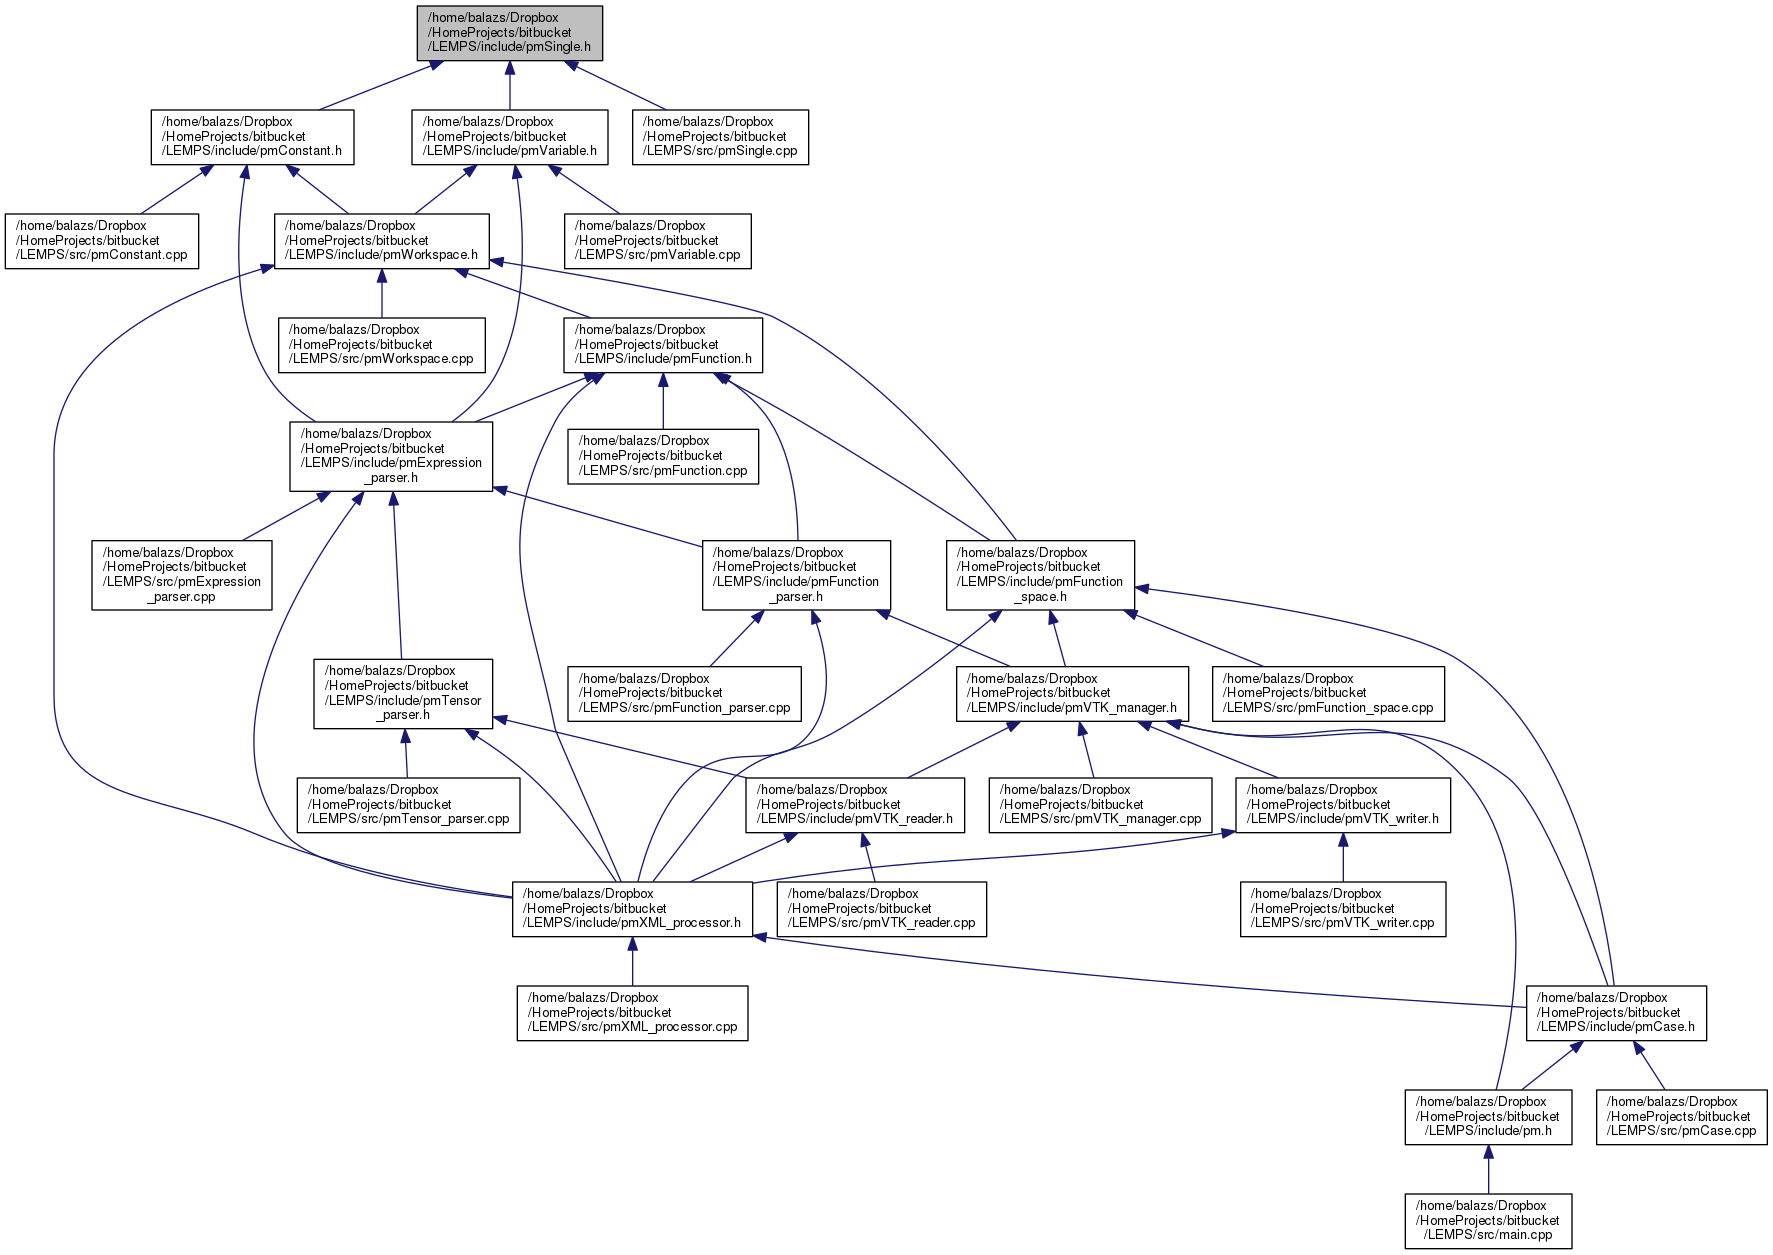 /home/balazs/Dropbox
/HomeProjects/bitbucket
/LEMPS/include/pmSingle.h
/home/balazs/Dropbox
/HomeProjects/bitbucket
/LEMPS/include/pmConstant.h
/home/balazs/Dropbox
/HomeProjects/bitbucket
/LEMPS/include/pmVariable.h
/home/balazs/Dropbox
/HomeProjects/bitbucket
/LEMPS/src/pmSingle.cpp
/home/balazs/Dropbox
/HomeProjects/bitbucket
/LEMPS/src/pmConstant.cpp
/home/balazs/Dropbox
/HomeProjects/bitbucket
/LEMPS/include/pmWorkspace.h
/home/balazs/Dropbox
/HomeProjects/bitbucket
/LEMPS/src/pmVariable.cpp
/home/balazs/Dropbox
/HomeProjects/bitbucket
/LEMPS/src/pmWorkspace.cpp
/home/balazs/Dropbox
/HomeProjects/bitbucket
/LEMPS/include/pmFunction.h
/home/balazs/Dropbox
/HomeProjects/bitbucket
/LEMPS/include/pmExpression
_parser.h
/home/balazs/Dropbox
/HomeProjects/bitbucket
/LEMPS/src/pmFunction.cpp
/home/balazs/Dropbox
/HomeProjects/bitbucket
/LEMPS/src/pmExpression
_parser.cpp
/home/balazs/Dropbox
/HomeProjects/bitbucket
/LEMPS/include/pmFunction
_parser.h
/home/balazs/Dropbox
/HomeProjects/bitbucket
/LEMPS/include/pmFunction
_space.h
/home/balazs/Dropbox
/HomeProjects/bitbucket
/LEMPS/include/pmTensor
_parser.h
/home/balazs/Dropbox
/HomeProjects/bitbucket
/LEMPS/src/pmFunction_parser.cpp
/home/balazs/Dropbox
/HomeProjects/bitbucket
/LEMPS/include/pmVTK_manager.h
/home/balazs/Dropbox
/HomeProjects/bitbucket
/LEMPS/src/pmFunction_space.cpp
/home/balazs/Dropbox
/HomeProjects/bitbucket
/LEMPS/src/pmTensor_parser.cpp
/home/balazs/Dropbox
/HomeProjects/bitbucket
/LEMPS/include/pmVTK_reader.h
/home/balazs/Dropbox
/HomeProjects/bitbucket
/LEMPS/src/pmVTK_manager.cpp
/home/balazs/Dropbox
/HomeProjects/bitbucket
/LEMPS/include/pmVTK_writer.h
/home/balazs/Dropbox
/HomeProjects/bitbucket
/LEMPS/include/pmXML_processor.h
/home/balazs/Dropbox
/HomeProjects/bitbucket
/LEMPS/src/pmVTK_reader.cpp
/home/balazs/Dropbox
/HomeProjects/bitbucket
/LEMPS/src/pmVTK_writer.cpp
/home/balazs/Dropbox
/HomeProjects/bitbucket
/LEMPS/src/pmXML_processor.cpp
/home/balazs/Dropbox
/HomeProjects/bitbucket
/LEMPS/include/pmCase.h
/home/balazs/Dropbox
/HomeProjects/bitbucket
/LEMPS/include/pm.h
/home/balazs/Dropbox
/HomeProjects/bitbucket
/LEMPS/src/pmCase.cpp
/home/balazs/Dropbox
/HomeProjects/bitbucket
/LEMPS/src/main.cpp